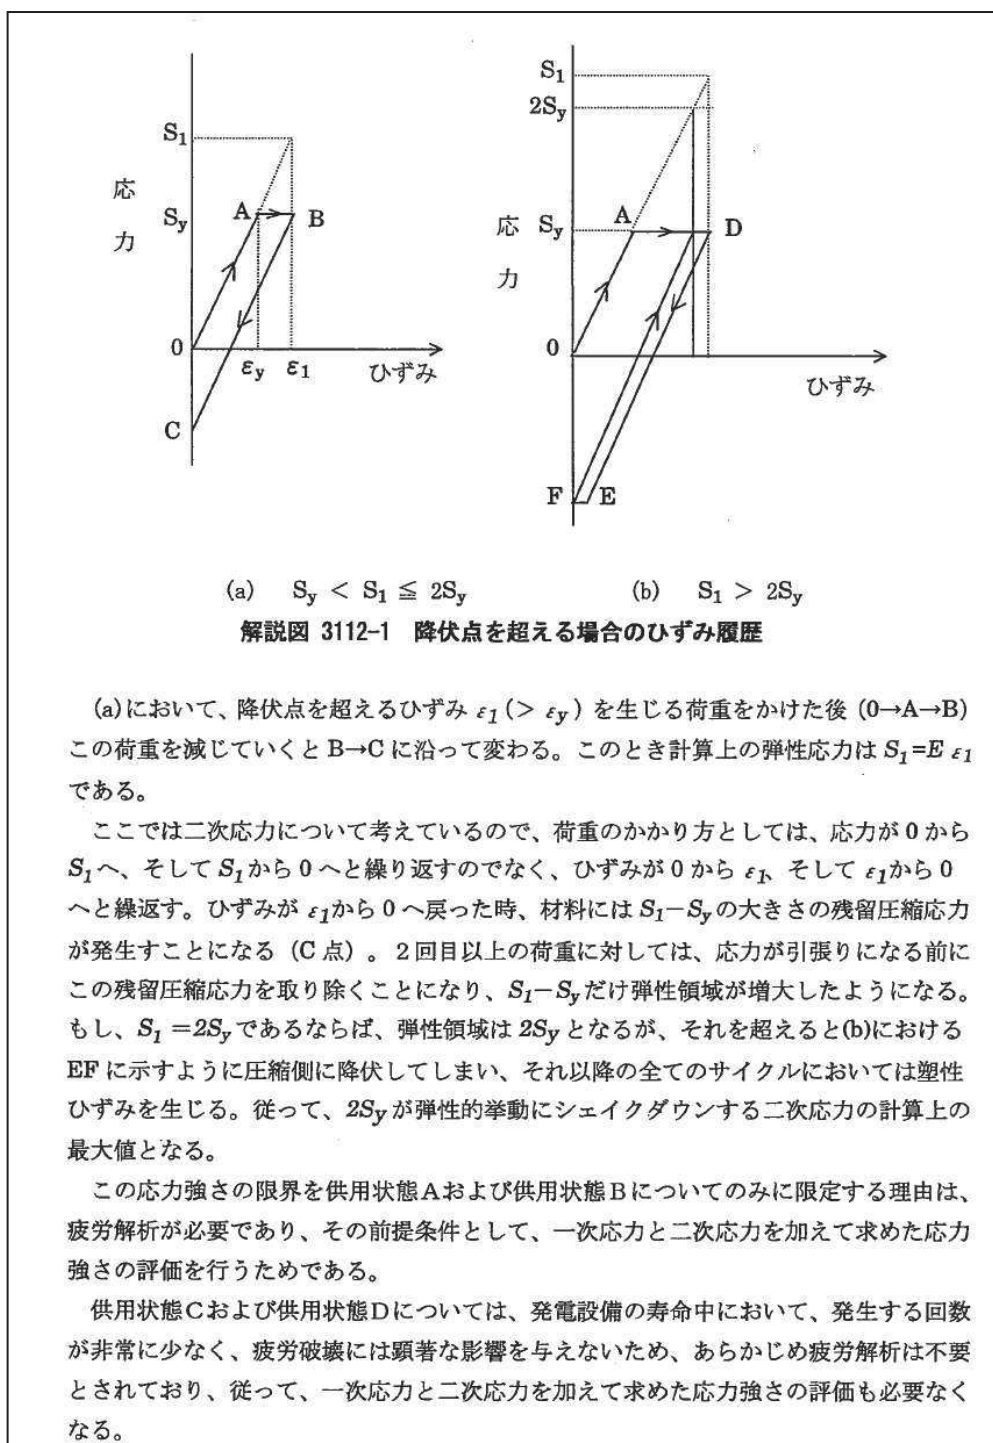 S1
Sy
応
力
A
B
0
εy
ε1
ひずみ
C
S1
2Sy
応
力
Sy
A
D
0
ひずみ
F
E
(a) Sy < S1 ≦ 2Sy
(b) S1 > 2Sy
解説図 3112-1 降伏点を超える場合のひずみ履歴
(a)において、降伏点を超えるひずみ ε1(> εy) を生じる荷重をかけた後 (0→A→B)
この荷重を減じていくと B→C に沿って変わる。このとき計算上の弾性応力は S1=E ε1
である。
ここでは二次応力について考えているので、荷重のかかり方としては、応力が 0 から
S1へ、そして S1から 0 へと繰り返すのでなく、ひずみが 0 から ε1、そして ε1から 0
へと繰返す。ひずみが ε1から 0 へ戻った時、材料には S1−Syの大きさの残留圧縮応力
が発生すことになる（C 点）。2 回目以上の荷重に対しては、応力が引張りになる前に
この残留圧縮応力を取り除くことになり、S1−Syだけ弾性領域が増大したようになる。
もし、S1 =2Syであるならば、弾性領域は 2Syとなるが、それを超えると(b)における
EF に示すように圧縮側に降伏してしまい、それ以降の全てのサイクルにおいては塑性
ひずみを生じる。従って、2Syが弾性的挙動にシェイクダウンする二次応力の計算上の
最大値となる。
この応力強さの限界を供用状態Aおよび供用状態Bについてのみに限定する理由は、
疲労解析が必要であり、その前提条件として、一次応力と二次応力を加えて求めた応力
強さの評価を行うためである。
供用状態Cおよび供用状態Dについては、発電設備の寿命中において、発生する回数
が非常に少なく、疲労破壊には顕著な影響を与えないため、あらかじめ疲労解析は不要
とされており、従って、一次応力と二次応力を加えて求めた応力強さの評価も必要なく
なる。